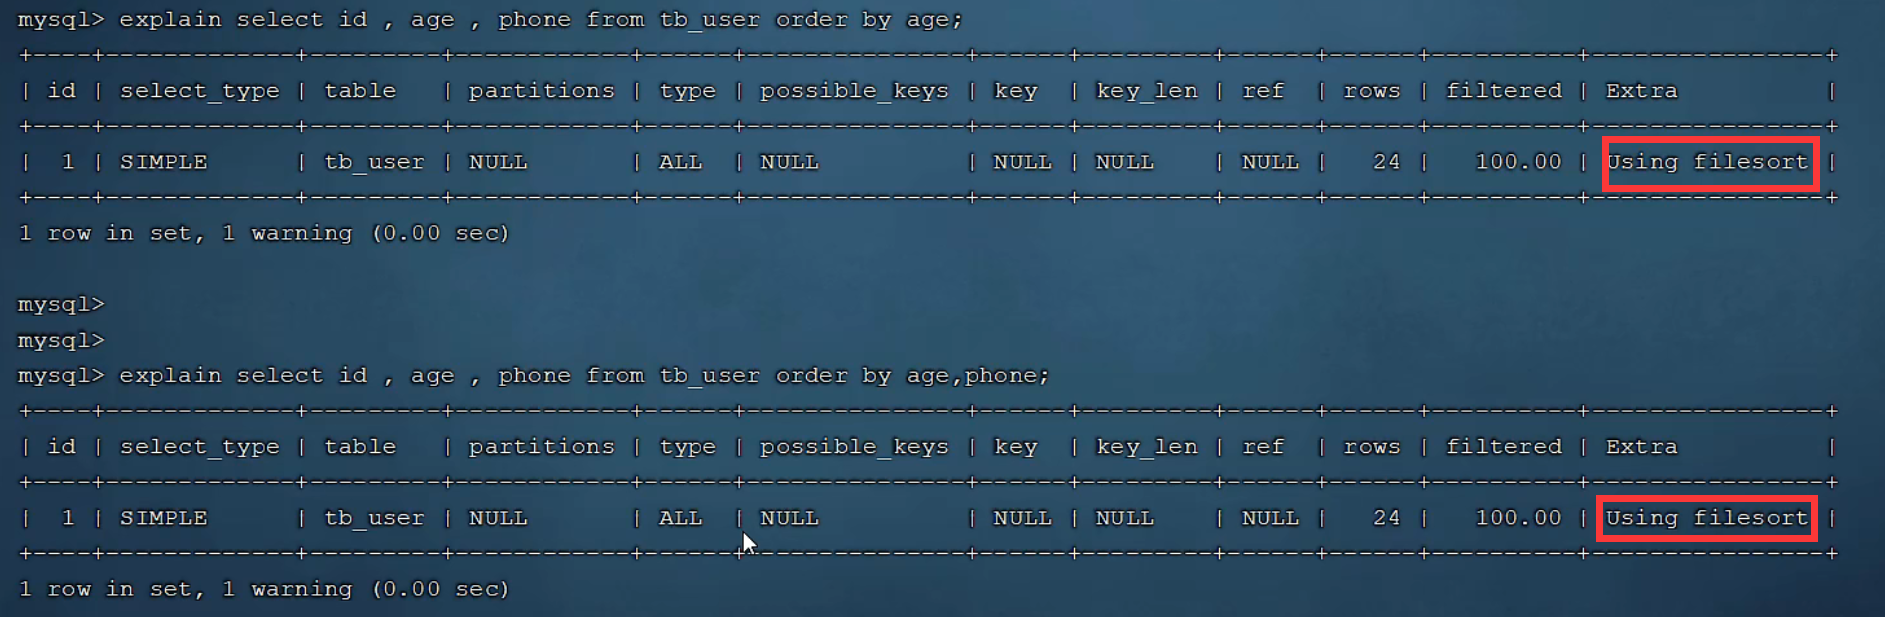 mysql> explain select id , age , phone from tb_user order by age;
+----+-------------+---------+------------+------+---------------+------+---------+------+------+----------+----------------+
| id | select_type | table   | partitions | type | possible_keys | key  | key_len | ref  | rows | filtered | Extra          |
+----+-------------+---------+------------+------+---------------+------+---------+------+------+----------+----------------+
|  1 | SIMPLE      | tb_user | NULL       | ALL  | NULL          | NULL | NULL    | NULL |   24 |   100.00 | Using filesort |
+----+-------------+---------+------------+------+---------------+------+---------+------+------+----------+----------------+
1 row in set, 1 warning (0.00 sec)
mysql>
mysql>
mysql> explain select id , age , phone from tb_user order by age,phone;
+----+-------------+---------+------------+------+---------------+------+---------+------+------+----------+----------------+
| id | select_type | table   | partitions | type | possible_keys | key  | key_len | ref  | rows | filtered | Extra          |
+----+-------------+---------+------------+------+---------------+------+---------+------+------+----------+----------------+
|  1 | SIMPLE      | tb_user | NULL       | ALL  | NULL          | NULL | NULL    | NULL |   24 |   100.00 | Using filesort |
+----+-------------+---------+------------+------+---------------+------+---------+------+------+----------+----------------+
1 row in set, 1 warning (0.00 sec)